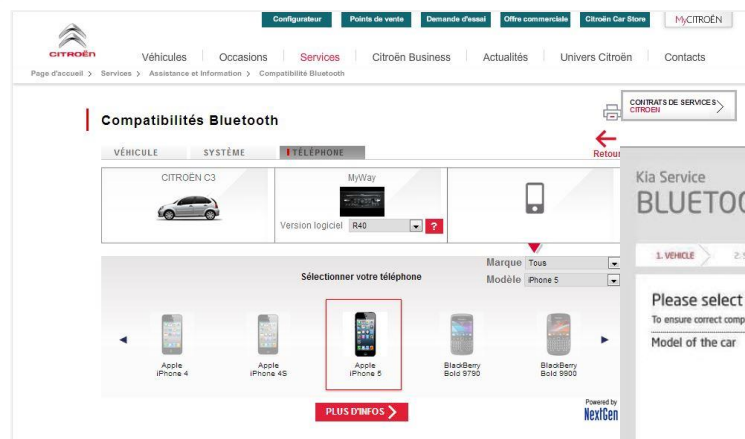 Configurateur Points de vente Demande d'essai Offre commerciale Citroën Car Store MyCITROËN
CITROËN
Véhicules Occasions Services Citroën Business Actualités Univers Citroën Contacts
Page d'accueil > Services > Assistance et Information > Compatibilité Bluetooth
CONTRATS DE SERVICES
CITROEN
Compatibilités Bluetooth
Retour
VÉHICULE SYSTÈME TÉLÉPHONE
CITROËN C3 MyWay
Version logiciel R40 ?
Kia Service
BLUETOO
1. VEHICLE 2. S
Marque Tous
Sélectionner votre téléphone
Modèle iPhone 5
Please select
To ensure correct comp
Model of the car
Apple
iPhone 4
Apple
iPhone 4S
Apple
iPhone 5
BlackBerry
Bold 9790
BlackBerry
Bold 9900
PLUS D'INFOS
Powered by
NextGen